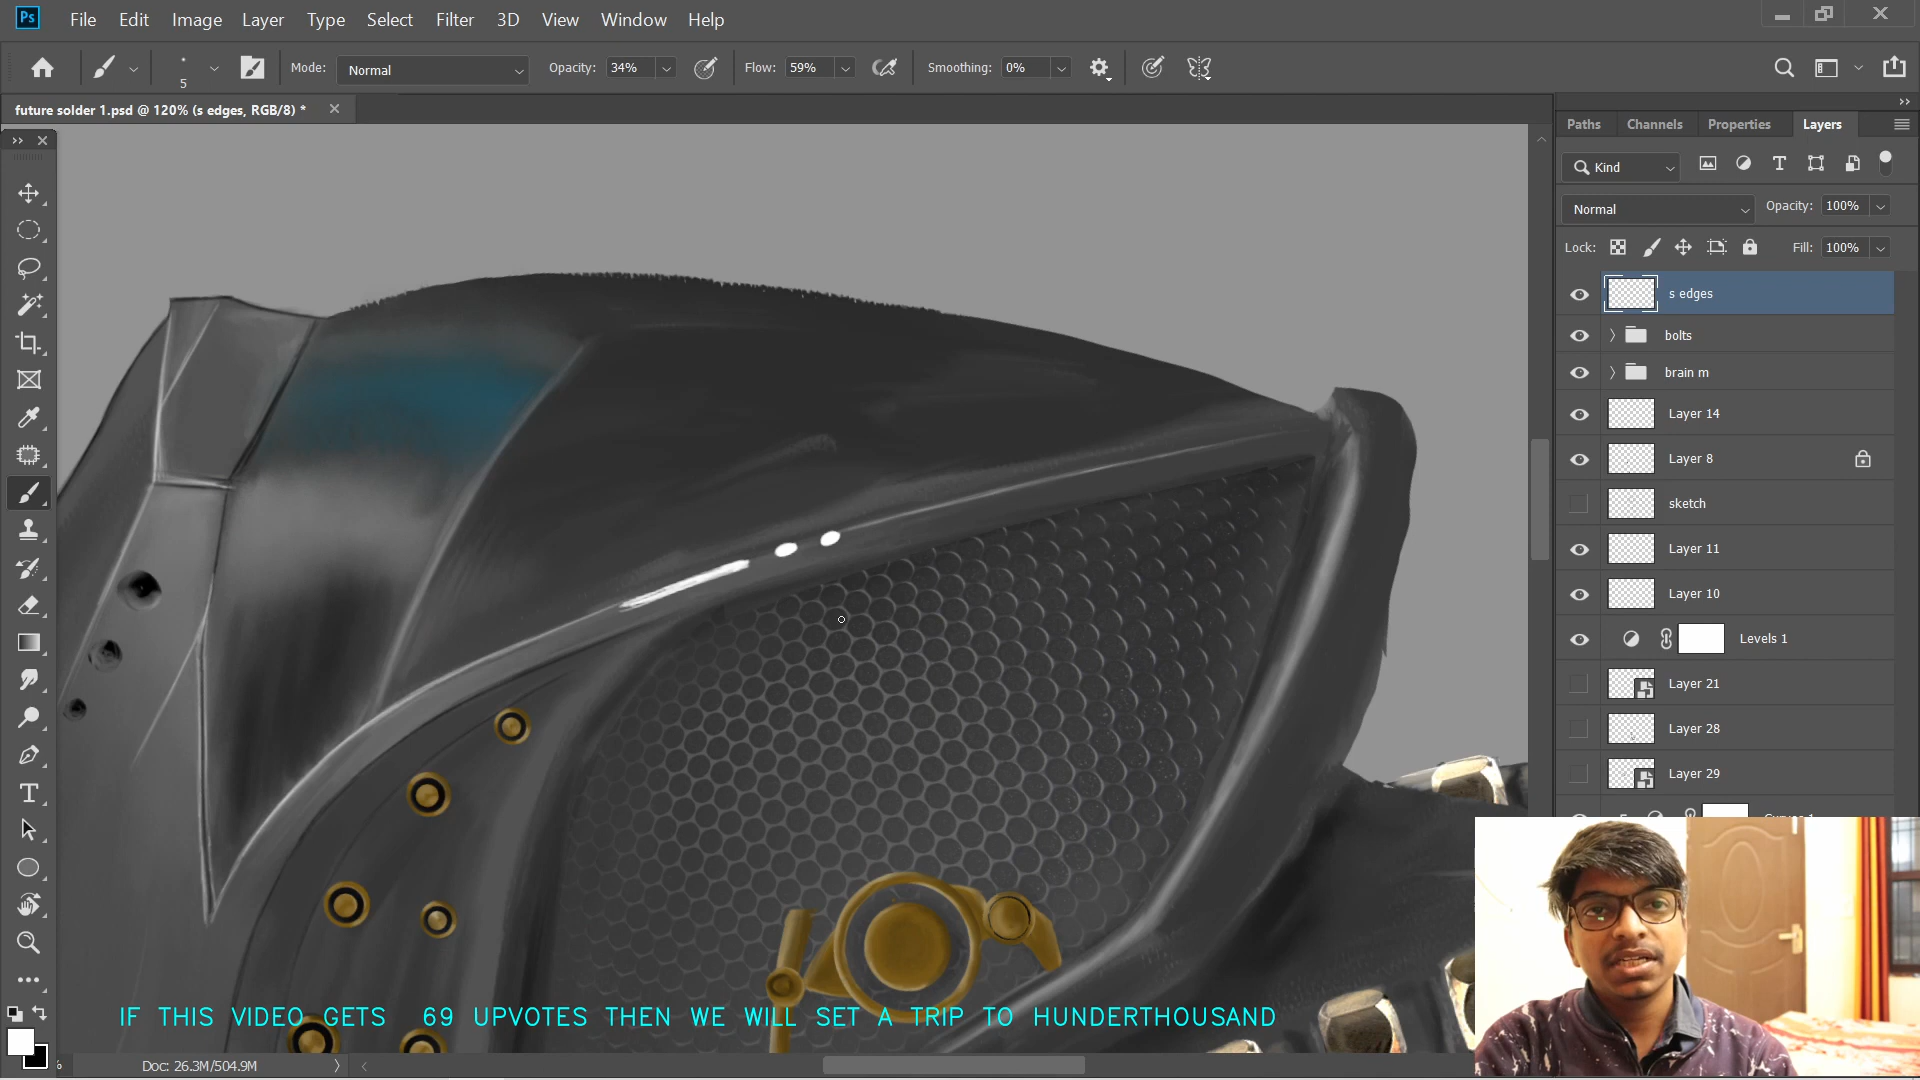 Ps File Edit Image Layer Type Select Filter 3D View Window Help
5 Mode: Normal Opacity: 34% Flow: 59% Smoothing: 0%
future solder 1.psd @ 120% (s edges, RGB/8) *
Paths Channels Properties Layers
Kind
Normal Opacity: 100%
Lock: Fill: 100%
s edges
bolts
brain m
Layer 14
Layer 8
sketch
Layer 11
Layer 10
Levels 1
Layer 21
Layer 28
Layer 29
IF THIS VIDEO GETS 69 UPVOTES THEN WE WILL SET A TRIP TO HUNDERTHOUSAND
% Doc: 26.3M/504.9M